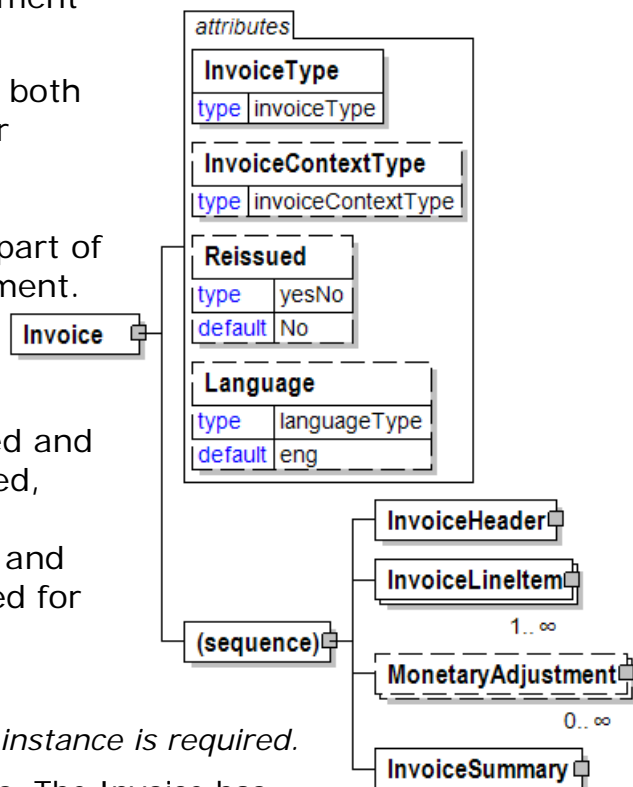 ment
both
r
part of
ment.
ed and
ed,
and
ed for
instance is required.
attributes
InvoiceType
type invoiceType
InvoiceContextType
type invoiceContextType
Reissued
type yesNo
default No
Language
type languageType
default eng
Invoice
(sequence)
InvoiceHeader
InvoiceLineItem
1.. ∞
MonetaryAdjustment
0.. ∞
InvoiceSummary